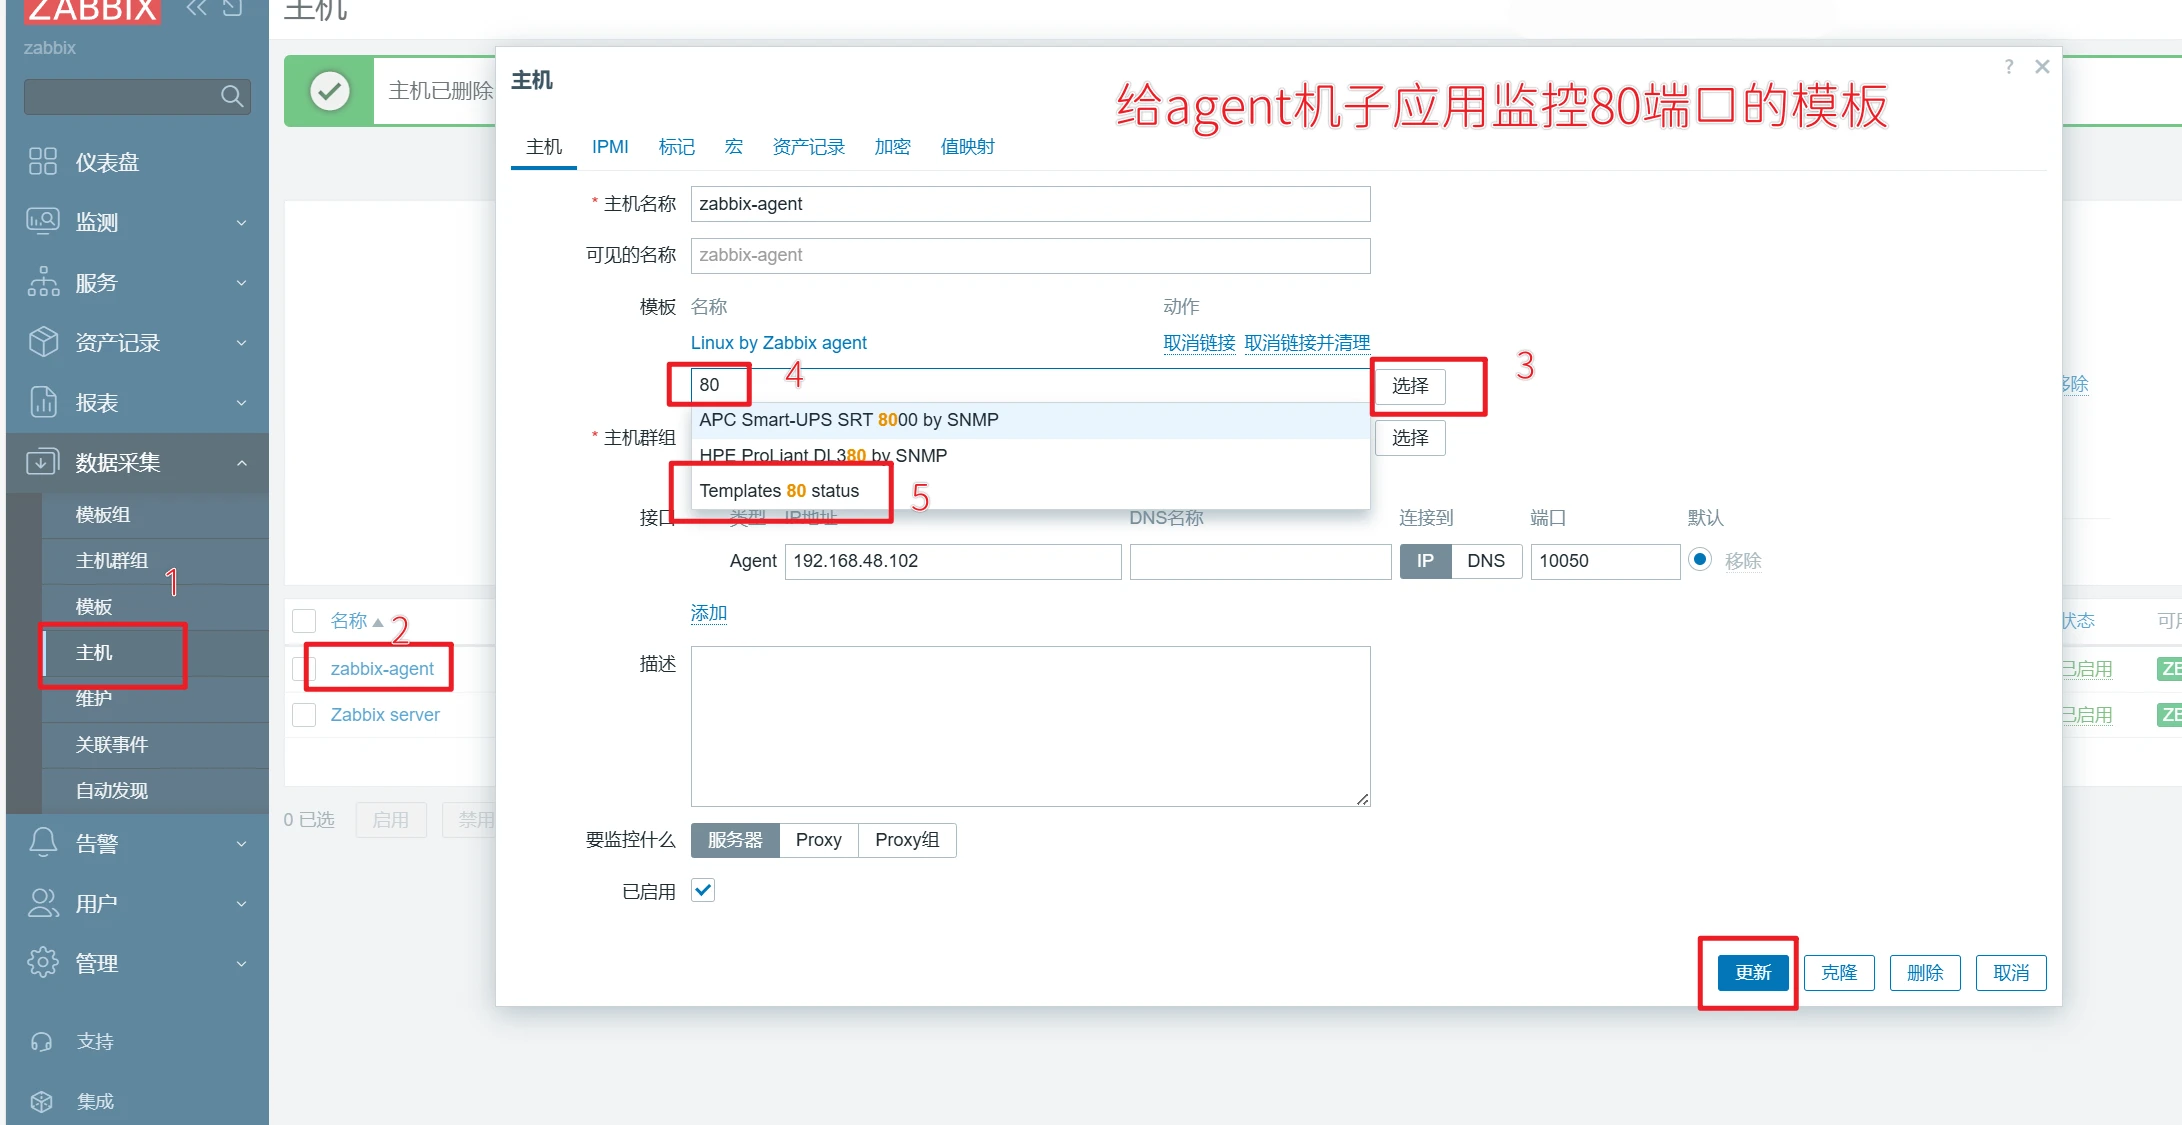 ZABBIX
zabbix
仪表盘
监测
服务
资产记录
报表
数据采集
模板组
主机群组
1
模板
主机
维护
关联事件
自动发现
告警
用户
管理
支持
集成
主机
主机已删除
名称
2
zabbix-agent
Zabbix server
0 已选
启用
禁用
主机
?
给agent机子应用监控80端口的模板
主机 IPMI 标记 宏 资产记录 加密 值映射
* 主机名称 zabbix-agent
可见的名称 zabbix-agent
模板 名称 动作
Linux by Zabbix agent 取消链接 取消链接并清理
80 4 选择 3
APC Smart-UPS SRT 8000 by SNMP
* 主机群组 选择
HPE ProLiant DL380 by SNMP
Templates 80 status 5
接口 类型 IP地址 DNS名称 连接到 端口 默认
Agent 192.168.48.102 IP DNS 10050 移除
添加
描述
要监控什么 服务器 Proxy Proxy组
已启用
更新 克隆 删除 取消
移除
状态
已启用 ZE
已启用 ZE